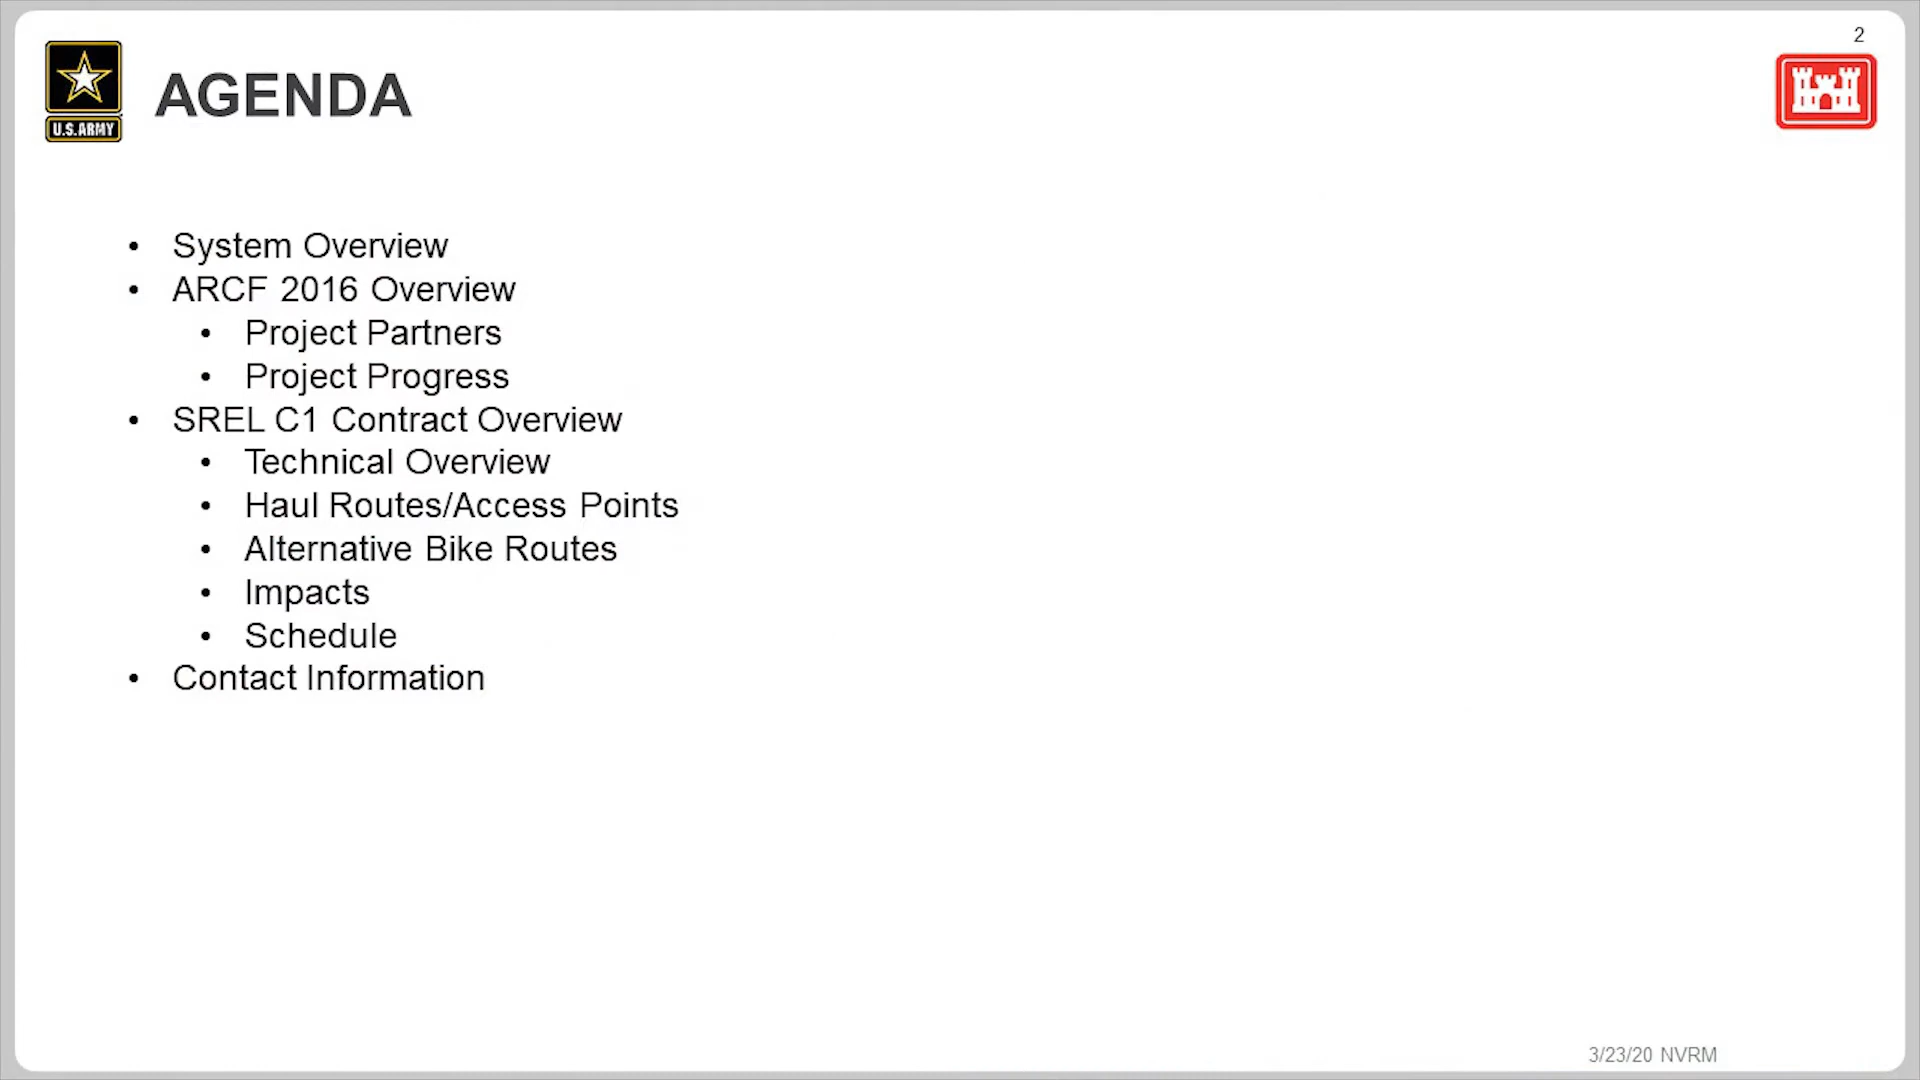 2
U.S.ARMY
AGENDA
• System Overview
• ARCF 2016 Overview
• Project Partners
• Project Progress
• SREL C1 Contract Overview
• Technical Overview
• Haul Routes/Access Points
• Alternative Bike Routes
• Impacts
• Schedule
• Contact Information
3/23/20 NVRM